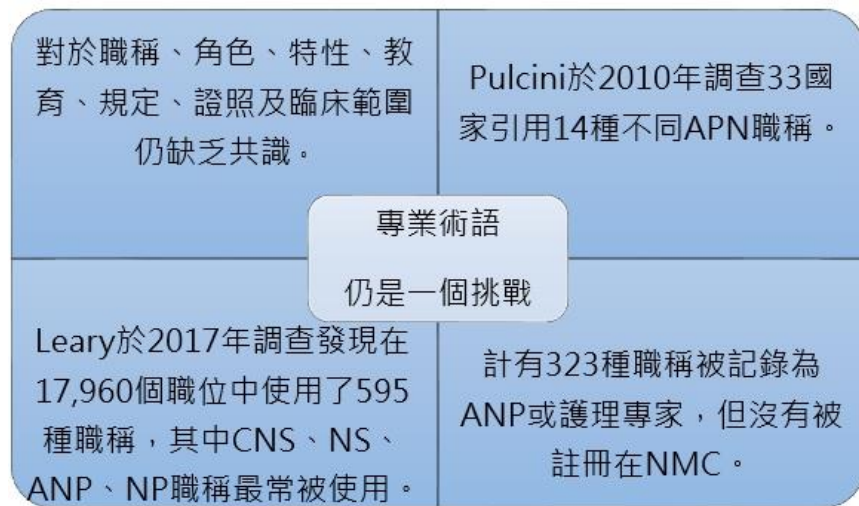 對於職稱、角色、特性、教
育、規定、證照及臨床範圍
仍缺乏共識。
Pulcini於2010年調查33國
家引用14種不同APN職稱。
專業術語
仍是一個挑戰
Leary於2017年調查發現在
17,960個職位中使用了595
種職稱，其中CNS、NS、
ANP、NP職稱最常被使用。
計有323種職稱被記錄為
ANP或護理專家，但沒有被
註冊在NMC。